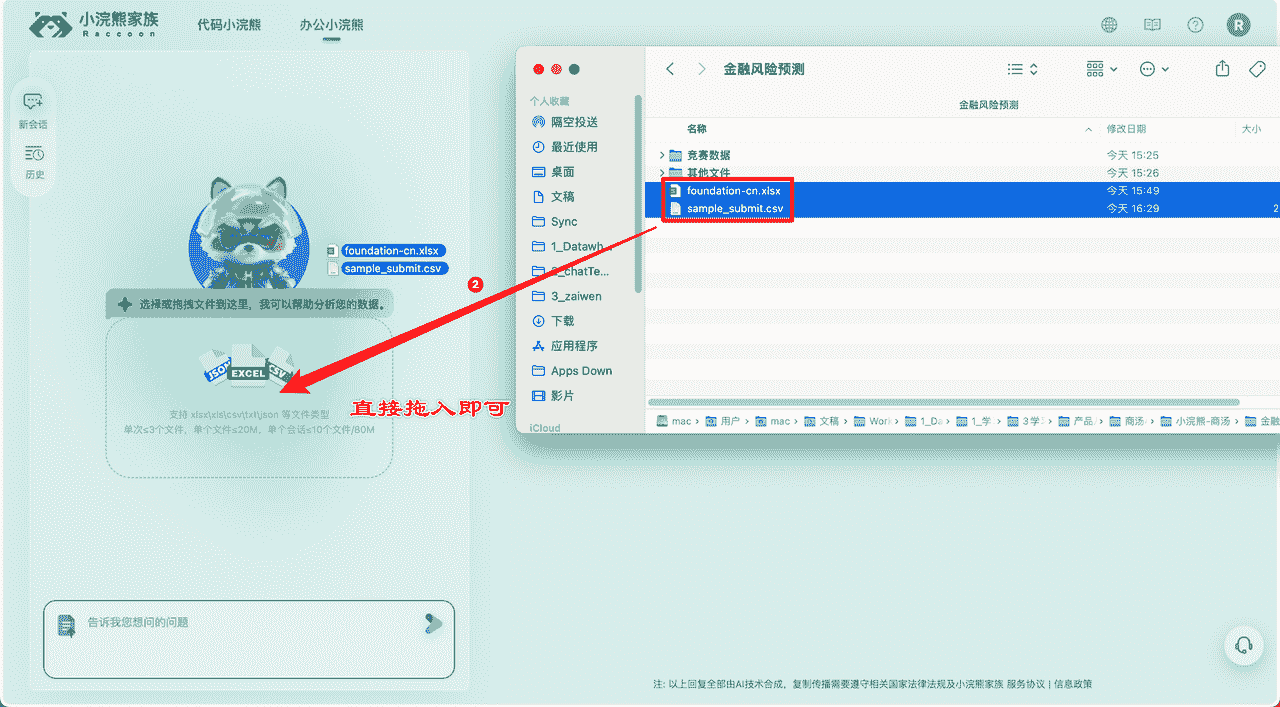 小浣熊家族
Raccoon
代码小浣熊
办公小浣熊
R
新会话
历史
foundation-cn.xlsx
sample_submit.csv
选择或拖拽文件到这里，我可以帮助分析您的数据。
JSON
EXCEL
CSV
支持 xlsx\xls\csv\txt\json 等文件类型
单次≤3个文件，单个文件≤20M，单个会话≤10个文件/80M
2
直接拖入即可
告诉我您想问的问题
金融风险预测
个人收藏
隔空投送
最近使用
桌面
文稿
Sync
1_Datawh...
chatTe...
3_zaiwen
下载
应用程序
Apps Down
影片
iCloud
金融风险预测
名称
修改日期
大小
竞赛数据
今天 15:25
其他文件
今天 15:26
foundation-cn.xlsx
今天 15:49
sample_submit.csv
今天 16:29
2
mac › 用户 › mac › 文稿 › Work › 1_Da › 1_学 › 3学 › 产品 › 商汤 › 小浣熊-商汤 › 金融
注: 以上回复全部由AI技术合成，复制传播需要遵守相关国家法律法规及小浣熊家族 服务协议 | 信息政策